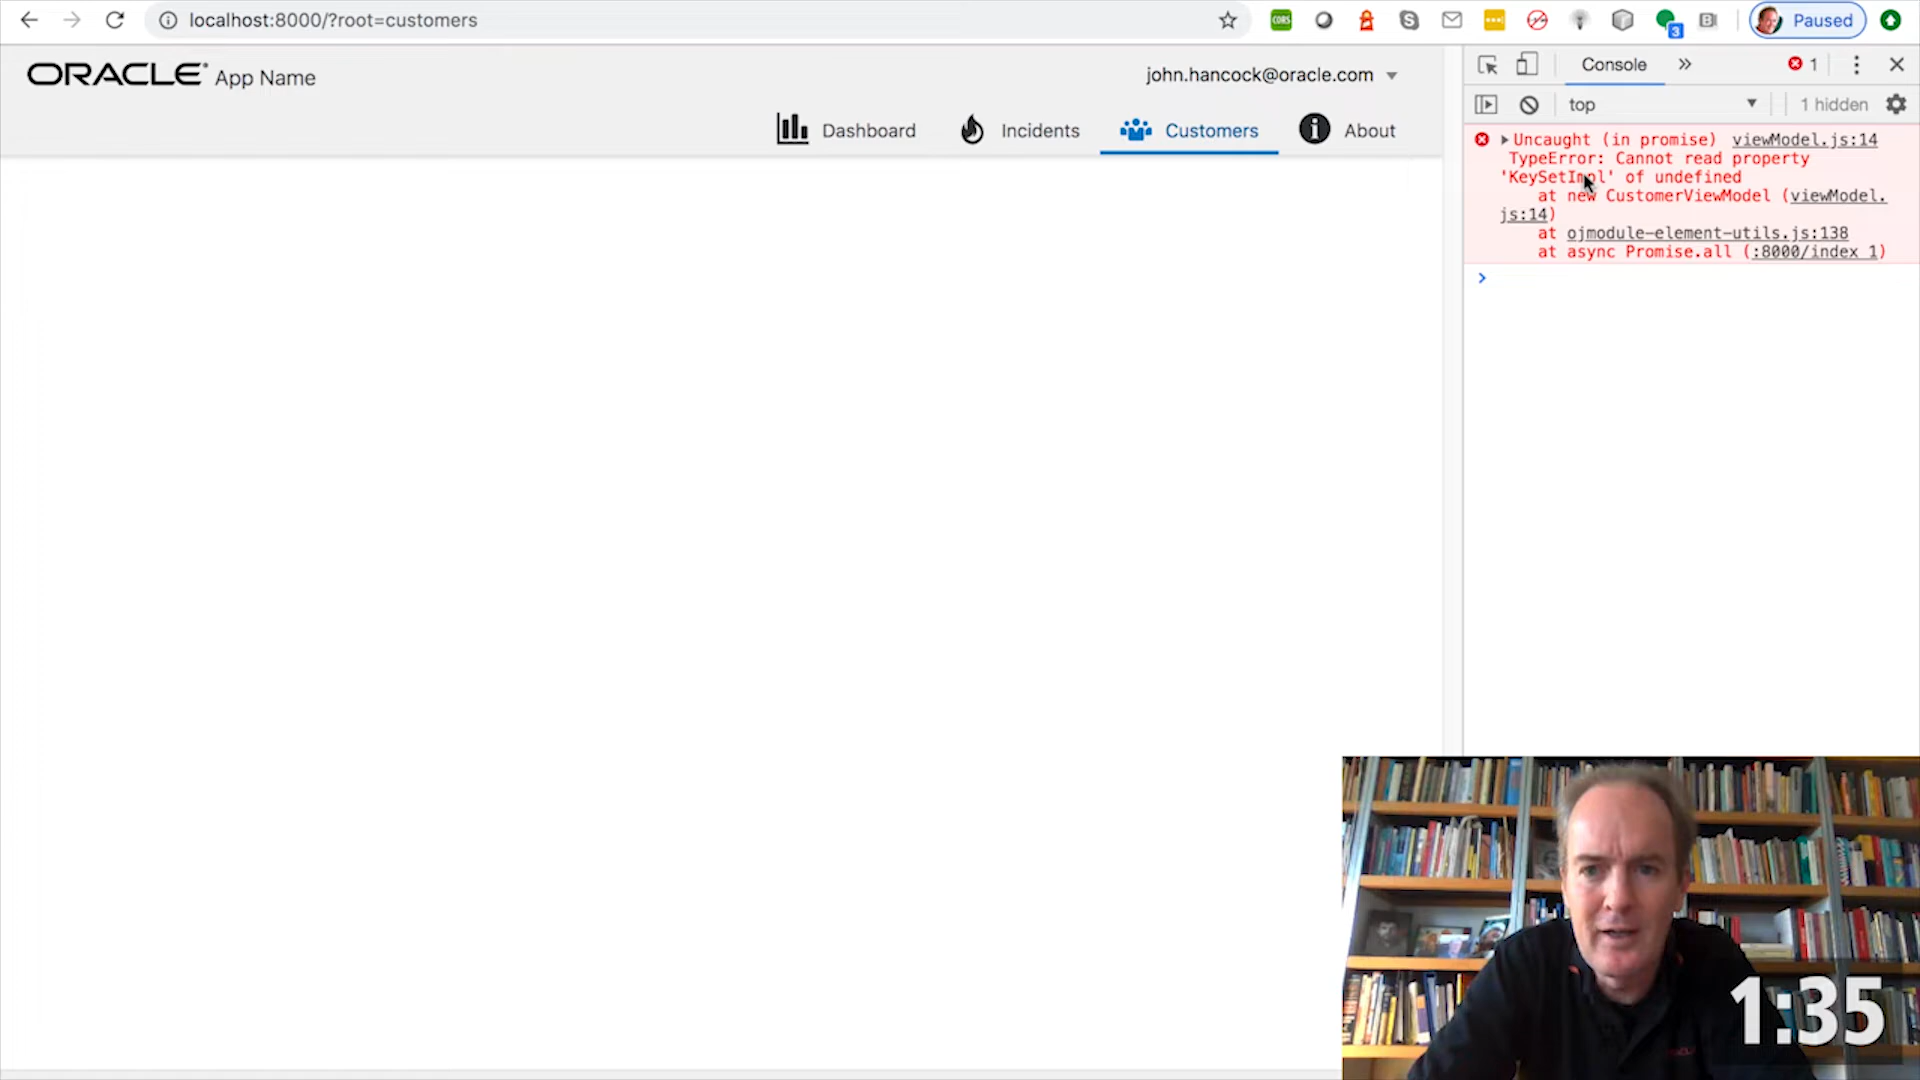 localhost:8000/?root=customers
CORS
3
Paused
ORACLE® App Name
john.hancock@oracle.com
Dashboard
Incidents
Customers
About
Console
1
top
1 hidden
Uncaught (in promise) viewModel.js:14
TypeError: Cannot read property
'KeySetImpl' of undefined
at new CustomerViewModel (viewModel.
js:14)
at ojmodule-element-utils.js:138
at async Promise.all (:8000/index 1)
1:35